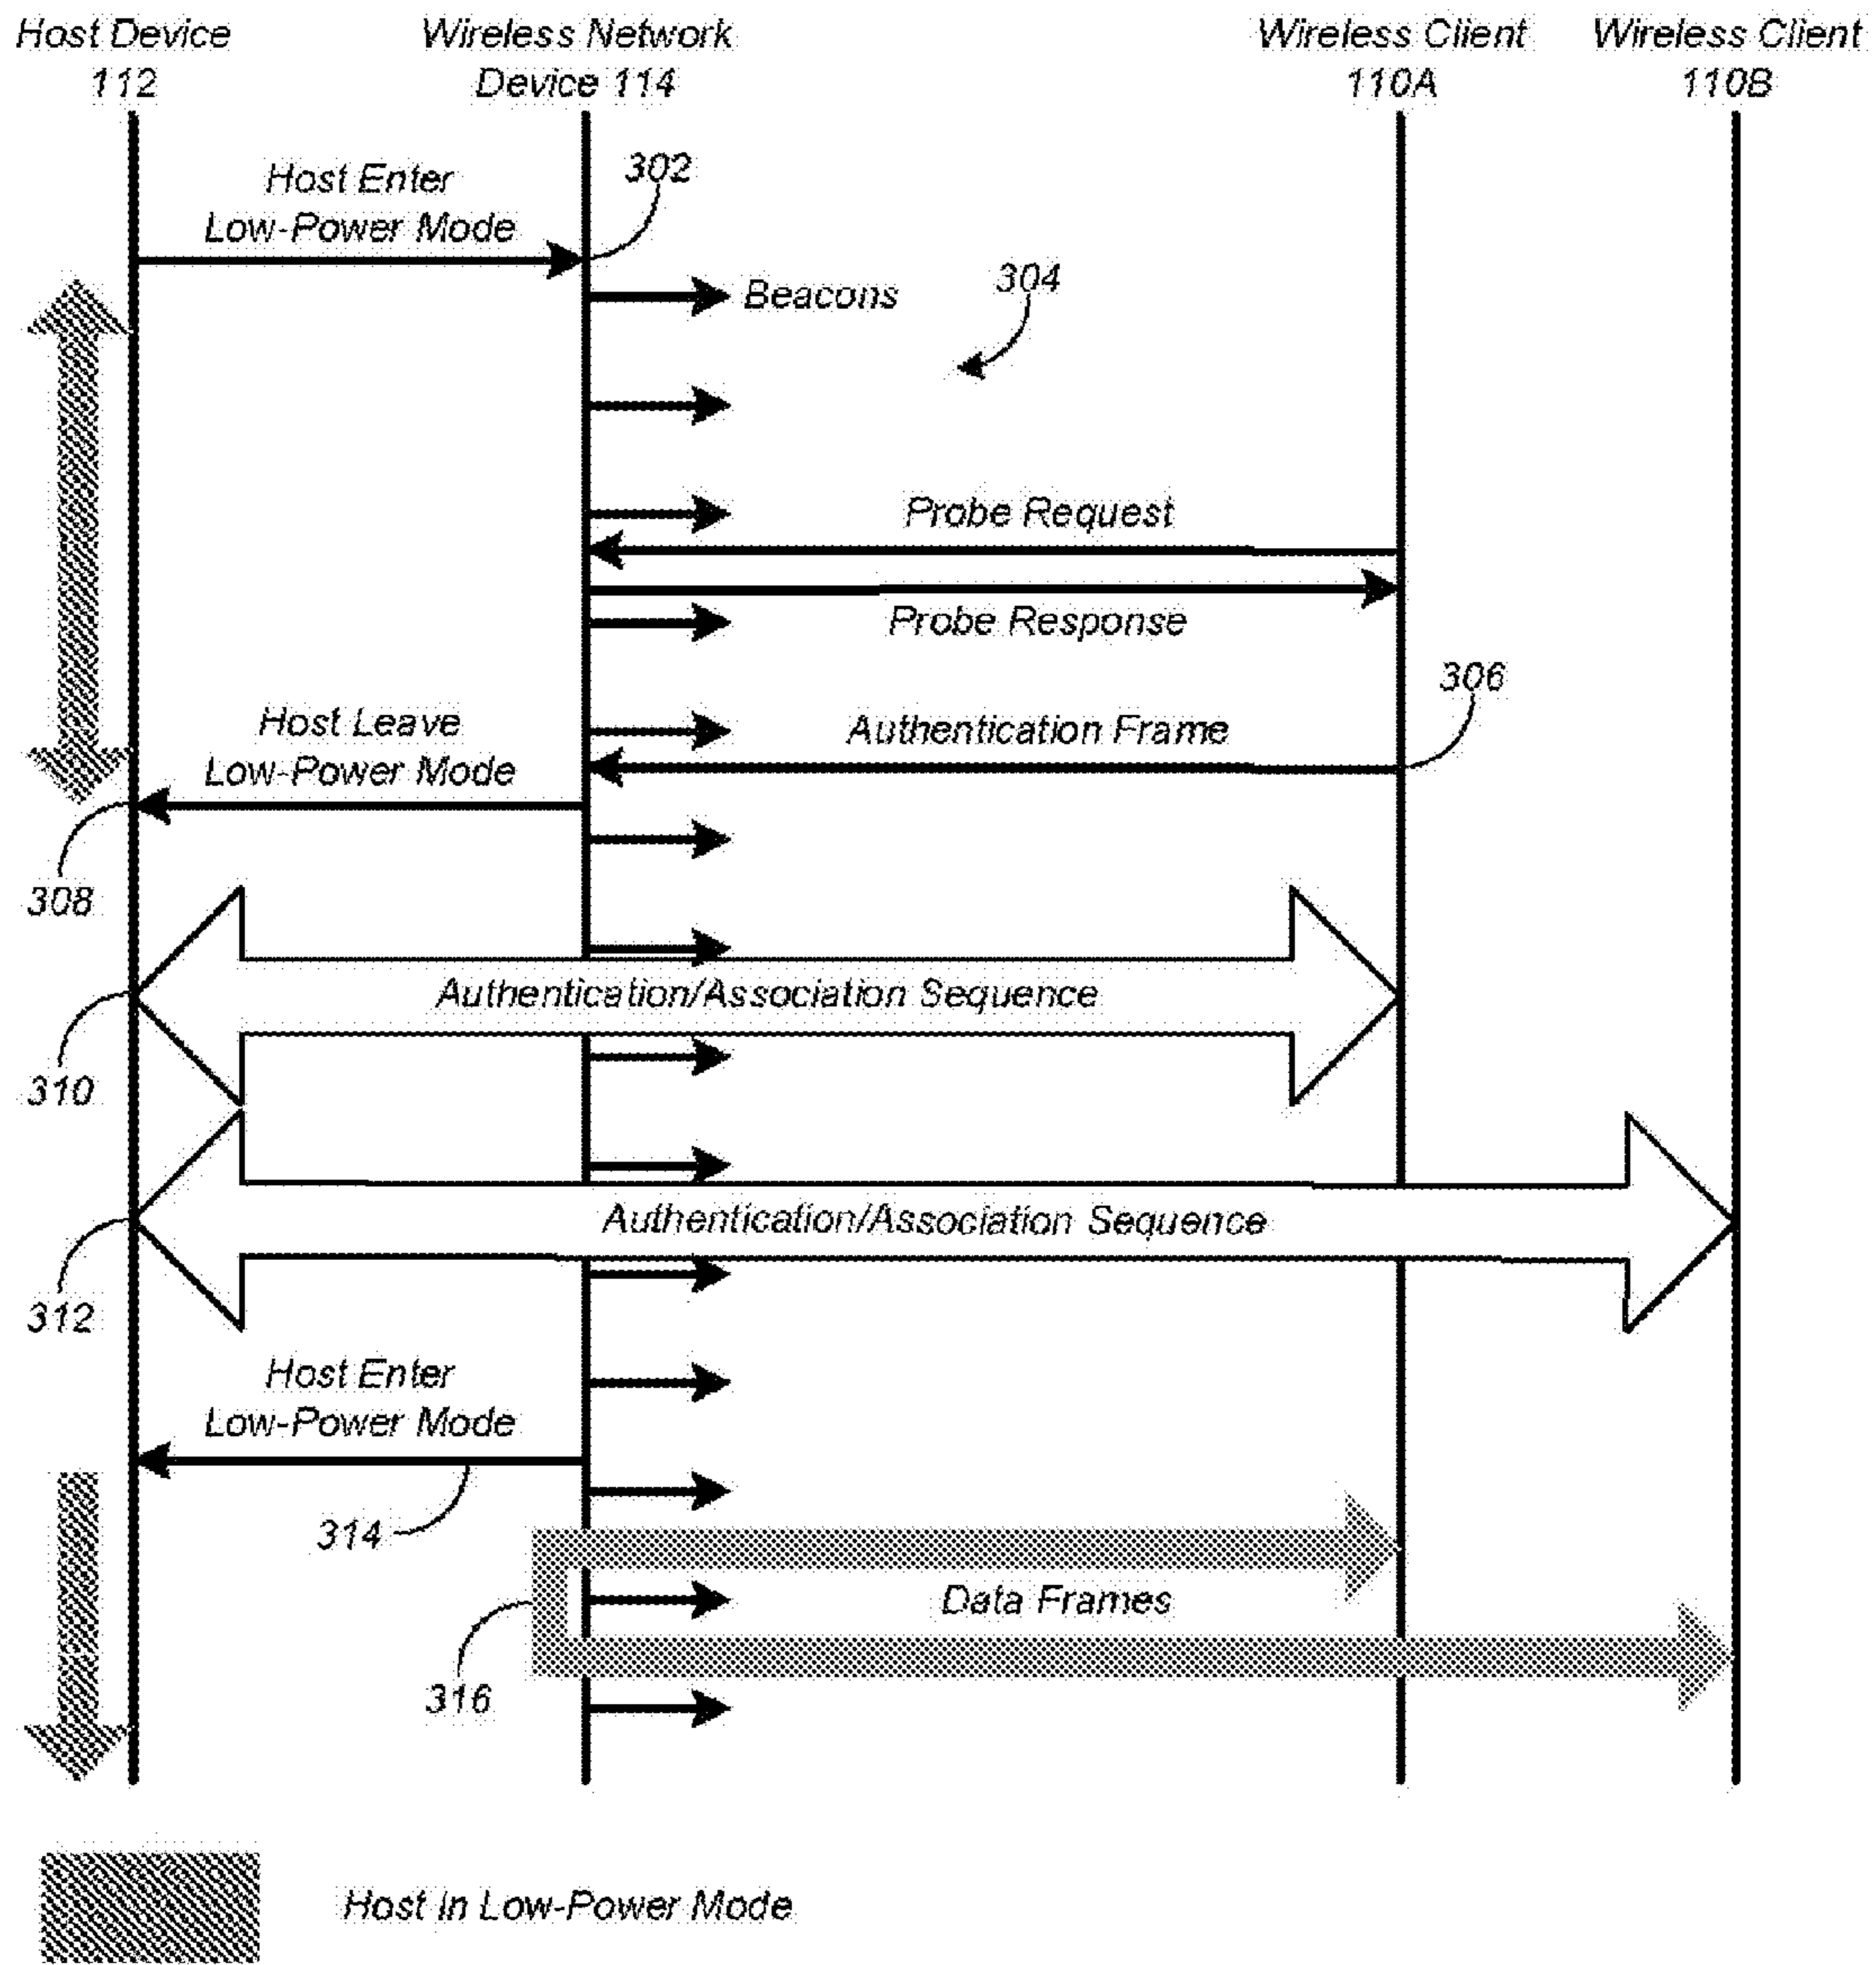 Host Device
112
Wireless Network
Device 114
Wireless Client
110A
Wireless Client
110B
Host Enter
Low-Power Mode
302
Beacons
304
Probe Request
Probe Response
306
Host Leave
Low-Power Mode
Authentication Frame
308
Authentication/Association Sequence
310
Authentication/Association Sequence
312
Host Enter
Low-Power Mode
314
Data Frames
316
Host in Low-Power Mode